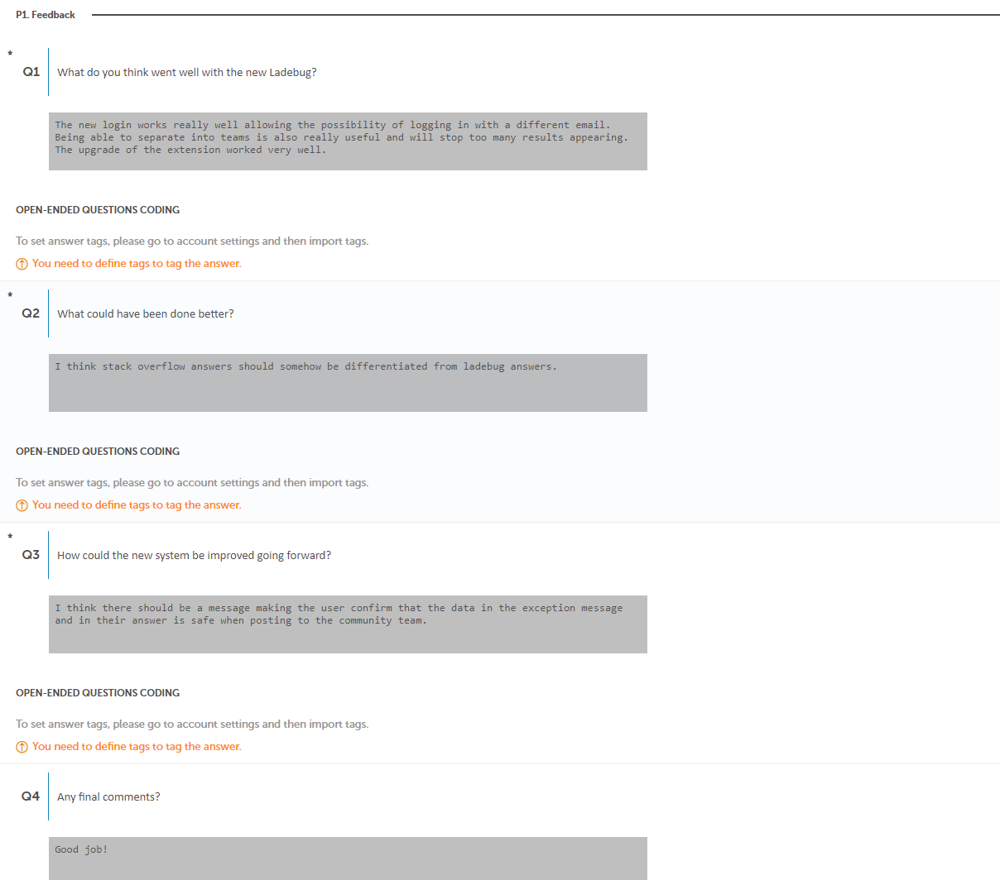 P1. Feedback
*
Q1 What do you think went well with the new Ladebug?
The new login works really well allowing the possibility of logging in with a different email.
Being able to separate into teams is also really useful and will stop too many results appearing.
The upgrade of the extension worked very well.
OPEN-ENDED QUESTIONS CODING
To set answer tags, please go to account settings and then import tags.
You need to define tags to tag the answer.
*
Q2 What could have been done better?
I think stack overflow answers should somehow be differentiated from ladebug answers.
OPEN-ENDED QUESTIONS CODING
To set answer tags, please go to account settings and then import tags.
You need to define tags to tag the answer.
*
Q3 How could the new system be improved going forward?
I think there should be a message making the user confirm that the data in the exception message
and in their answer is safe when posting to the community team.
OPEN-ENDED QUESTIONS CODING
To set answer tags, please go to account settings and then import tags.
You need to define tags to tag the answer.
Q4 Any final comments?
Good job!